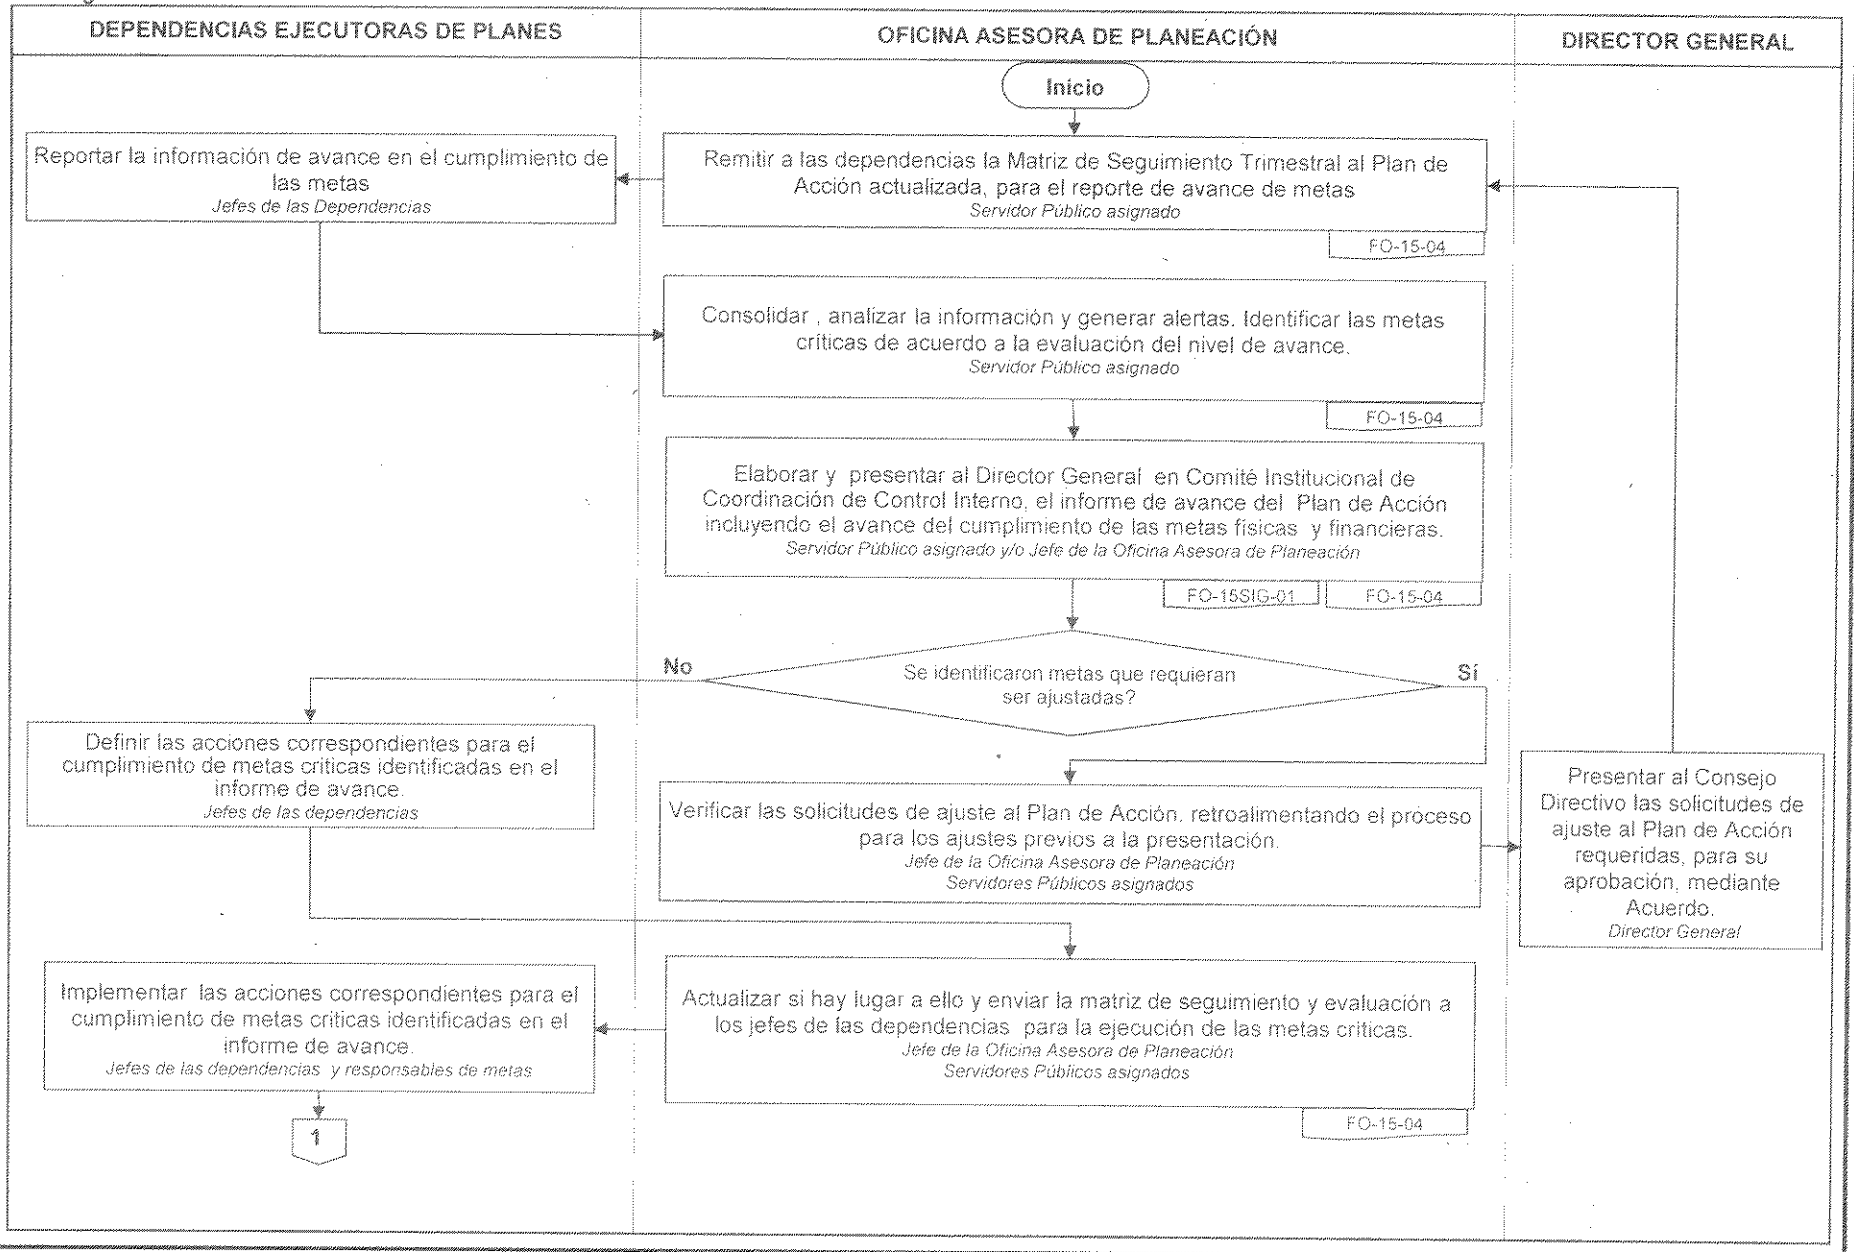 DEPENDENCIAS EJECUTORAS DE PLANES
OFICINA ASESORA DE PLANEACIÓN
DIRECTOR GENERAL
Inicio
Remitir a las dependencias la Matriz de Seguimiento Trimestral al Plan de
Acción actualizada, para el reporte de avance de metas
Servidor Público asignado
FO-15-04
Reportar la información de avance en el cumplimiento de
las metas
Jefes de las Dependencias
Consolidar , analizar la información y generar alertas. Identificar las metas
críticas de acuerdo a la evaluación del nivel de avance.
Servidor Público asignado
FO-15-04
Elaborar y presentar al Director General en Comité Institucional de
Coordinación de Control Interno, el informe de avance del Plan de Acción
incluyendo el avance del cumplimiento de las metas físicas y financieras.
Servidor Público asignado y/o Jefe de la Oficina Asesora de Planeación
FO-15SIG-01
FO-15-04
Se identificaron metas que requieran
ser ajustadas?
No
Sí
Definir las acciones correspondientes para el
cumplimiento de metas criticas identificadas en el
informe de avance.
Jefes de las dependencias
Verificar las solicitudes de ajuste al Plan de Acción. retroalimentando el proceso
para los ajustes previos a la presentación.
Jefe de la Oficina Asesora de Planeación
Servidores Públicos asignados
Presentar al Consejo
Directivo las solicitudes de
ajuste al Plan de Acción
requeridas, para su
aprobación, mediante
Acuerdo.
Director General
Actualizar si hay lugar a ello y enviar la matriz de seguimiento y evaluación a
los jefes de las dependencias para la ejecución de las metas criticas.
Jefe de la Oficina Asesora de Planeación
Servidores Públicos asignados
FO-15-04
Implementar las acciones correspondientes para el
cumplimiento de metas criticas identificadas en el
informe de avance.
Jefes de las dependencias y responsables de metas
1